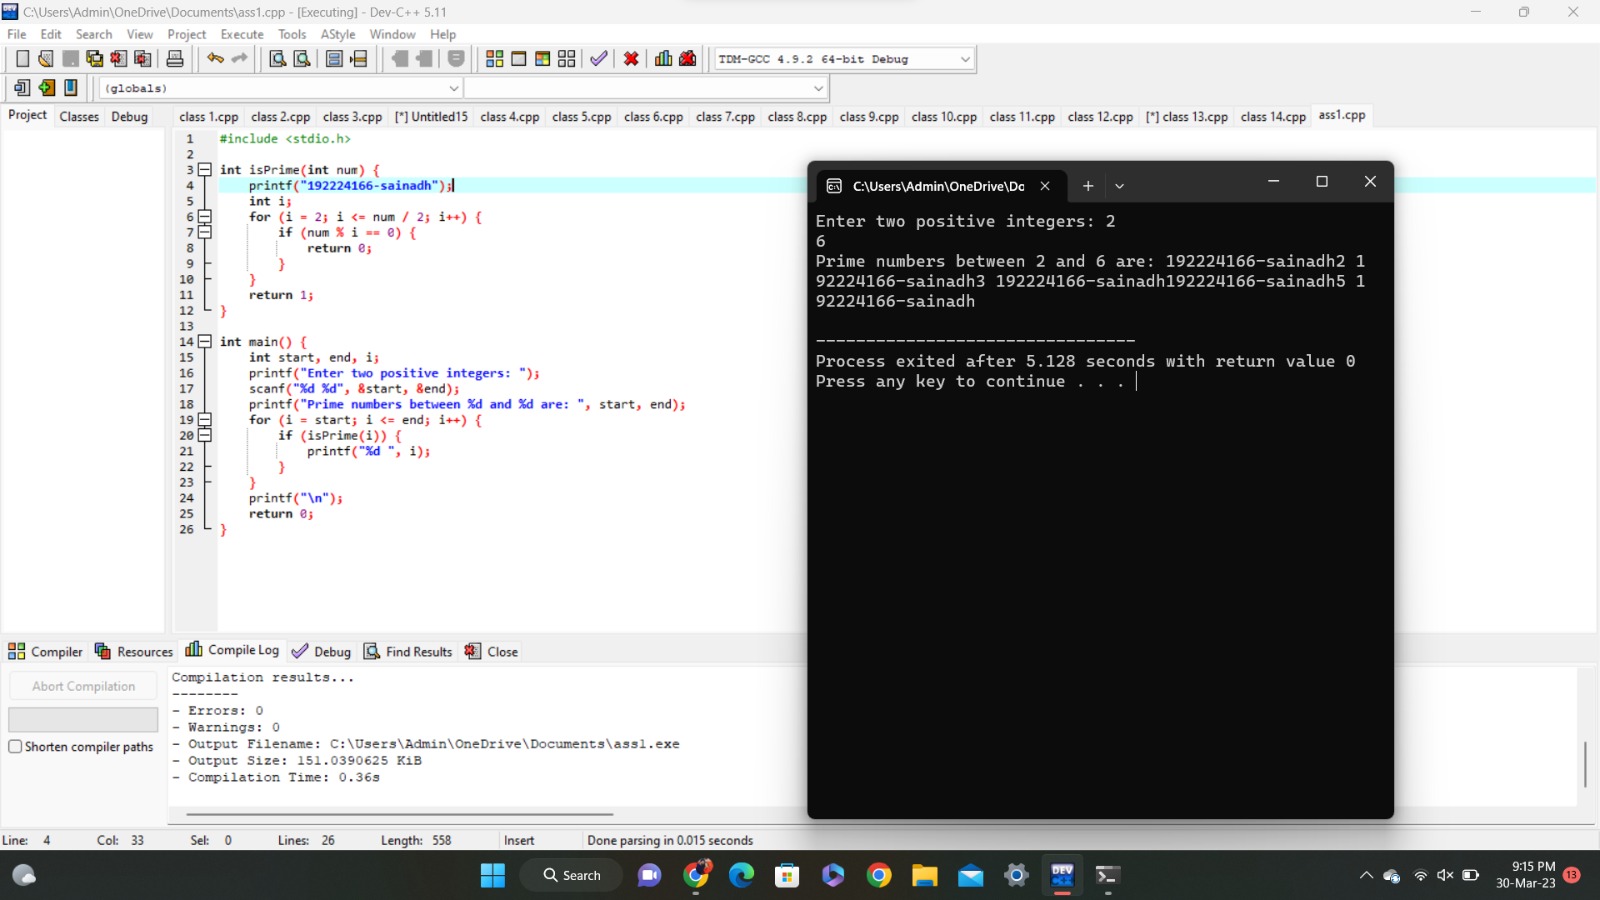 C:\Users\Admin\OneDrive\Documents\ass1.cpp - [Executing] - Dev-C++ 5.11
File Edit Search View Project Execute Tools AStyle Window Help
TDM-GCC 4.9.2 64-bit Debug
(globals)
Project Classes Debug
class 1.cpp class 2.cpp class 3.cpp [*] Untitled15 class 4.cpp class 5.cpp class 6.cpp class 7.cpp class 8.cpp class 9.cpp class 10.cpp class 11.cpp class 12.cpp [*] class 13.cpp class 14.cpp ass1.cpp
1 #include <stdio.h>
2
3 int isPrime(int num) {
4 printf("192224166-sainadh");
5 int i;
6 for (i = 2; i <= num / 2; i++) {
7 if (num % i == 0) {
8 return 0;
9 }
10 }
11 return 1;
12 }
13
14 int main() {
15 int start, end, i;
16 printf("Enter two positive integers: ");
17 scanf("%d %d", &start, &end);
18 printf("Prime numbers between %d and %d are: ", start, end);
19 for (i = start; i <= end; i++) {
20 if (isPrime(i)) {
21 printf("%d ", i);
22 }
23 }
24 printf("\n");
25 return 0;
26 }
C:\Users\Admin\OneDrive\Dc
Enter two positive integers: 2
6
Prime numbers between 2 and 6 are: 192224166-sainadh2 1
92224166-sainadh3 192224166-sainadh192224166-sainadh5 1
92224166-sainadh
--------------------------------
Process exited after 5.128 seconds with return value 0
Press any key to continue . . .
Compiler Resources Compile Log Debug Find Results Close
Abort Compilation
Shorten compiler paths
Compilation results...
--------
- Errors: 0
- Warnings: 0
- Output Filename: C:\Users\Admin\OneDrive\Documents\ass1.exe
- Output Size: 151.0390625 KiB
- Compilation Time: 0.36s
Line: 4 Col: 33 Sel: 0 Lines: 26 Length: 558 Insert Done parsing in 0.015 seconds
Search
DEV
9:15 PM
30-Mar-23
13